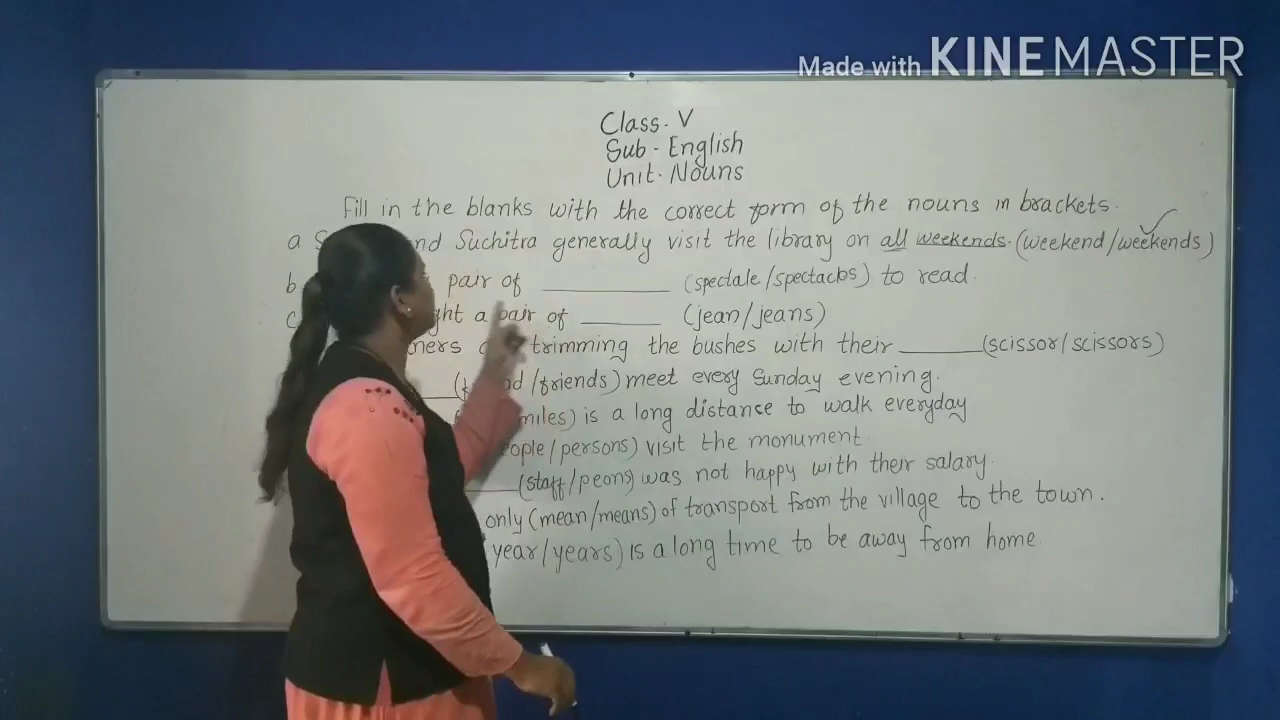 Made with KINEMASTER
Class- V
Sub - English
Unit- Nouns
Fill in the blanks with the correct form of the nouns in brackets.
a S nd Suchitra generally visit the library on all weekends. (weekend/weekends)
b pair of ________ (spectale/spectacls) to read.
c ght a pair of ______ (jean/jeans)
ners trimming the bushes with their ______ (scissor/scissors)
____ (f nd/friends) meet every Sunday evening.
miles) is a long distance to walk everyday
eople/persons) visit the monument.
____ (staff/peons) was not happy with their salary.
only (mean/means) of transport from the village to the town.
year/years) is a long time to be away from home.